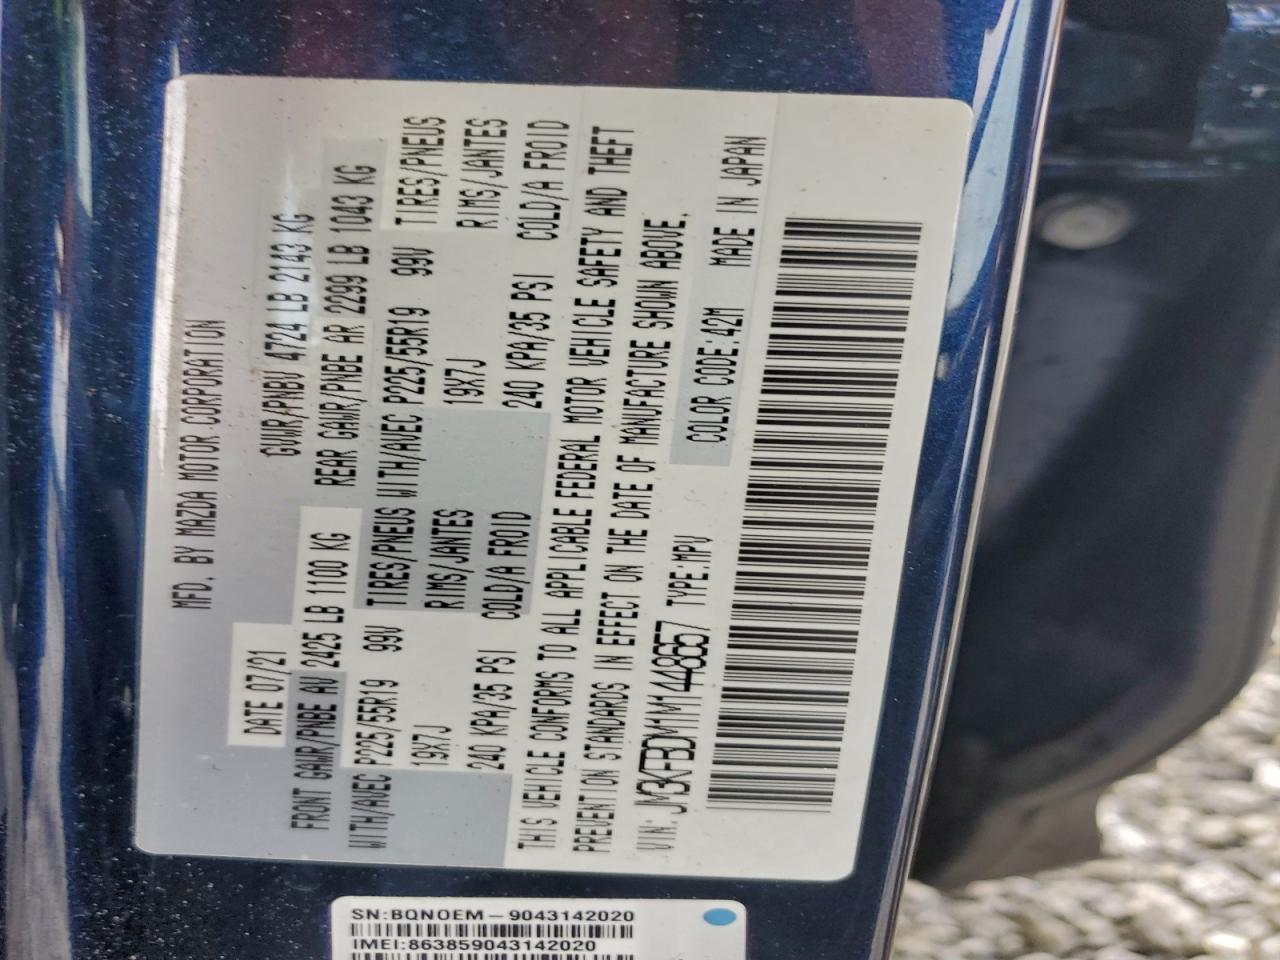 MFD. BY MAZDA MOTOR CORPORATION
DATE 07/21 GVWR/PNBV 4724 LB 2143 KG
FRONT GAWR/PNBE AV 2425 LB 1100 KG REAR GAWR/PNBE AR 2299 LB 1043 KG
WITH/AVEC P225/55R19 99V TIRES/PNEUS WITH/AVEC P225/55R19 99V TIRES/PNEUS
19X7J RIMS/JANTES 19X7J RIMS/JANTES
240 KPA/35 PSI COLD/A FROID 240 KPA/35 PSI COLD/A FROID
THIS VEHICLE CONFORMS TO ALL APPLICABLE FEDERAL MOTOR VEHICLE SAFETY AND THEFT
PREVENTION STANDARDS IN EFFECT ON THE DATE OF MANUFACTURE SHOWN ABOVE.
VIN: TYPE:MPV
COLOR CODE:42M MADE IN JAPAN
SN:BQNOEM-9043142020
IMEI:863859043142020